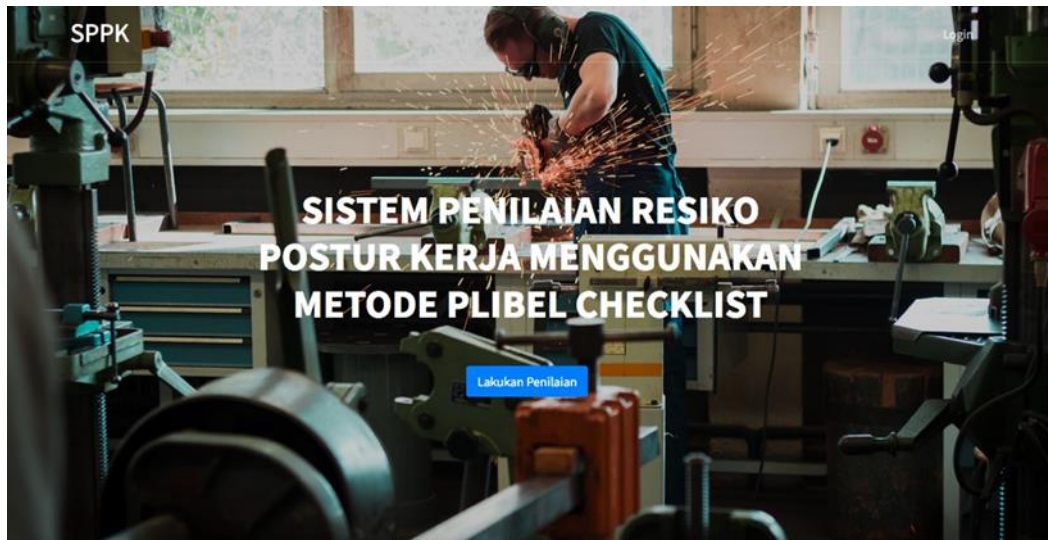 SPPK
Login
SISTEM PENILAIAN RESIKO
POSTUR KERJA MENGGUNAKAN
METODE PLIBEL CHECKLIST
Lakukan Penilaian